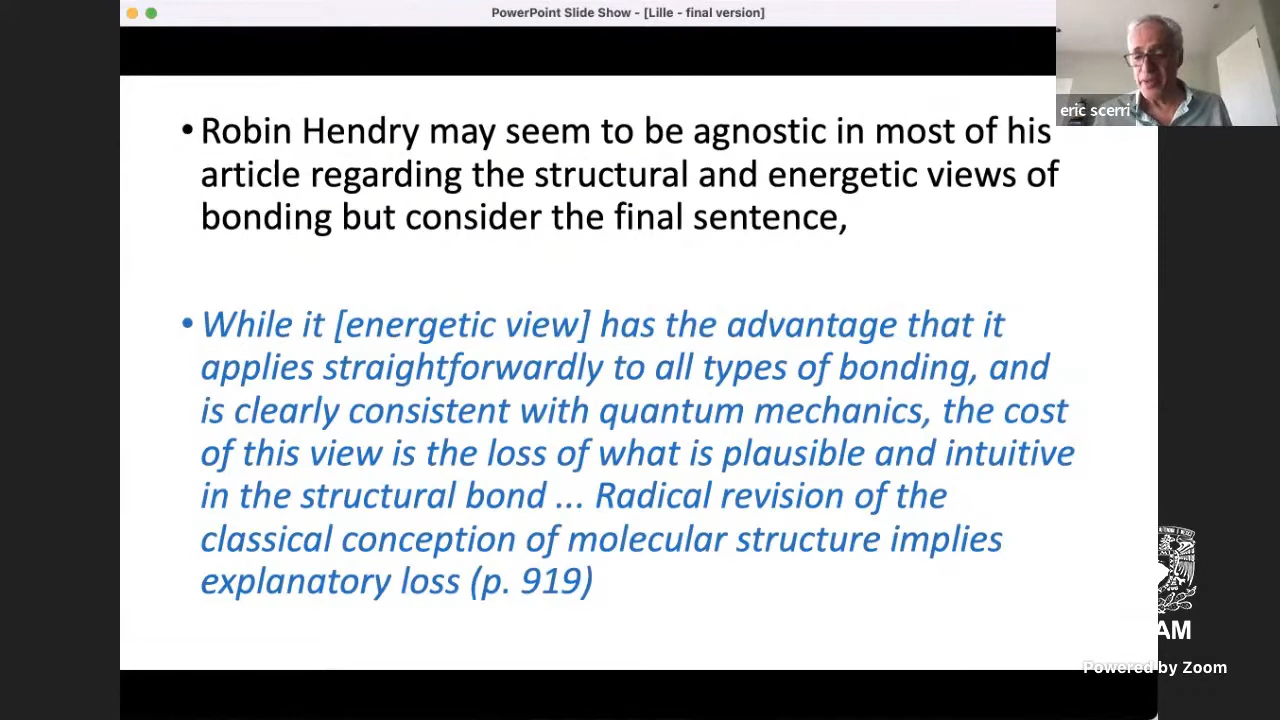 PowerPoint Slide Show - [Lille - final version]
eric scerri
•Robin Hendry may seem to be agnostic in most of his
article regarding the structural and energetic views of
bonding but consider the final sentence,
•While it [energetic view] has the advantage that it
applies straightforwardly to all types of bonding, and
is clearly consistent with quantum mechanics, the cost
of this view is the loss of what is plausible and intuitive
in the structural bond ... Radical revision of the
classical conception of molecular structure implies
explanatory loss (p. 919)
AM
Powered by Zoom